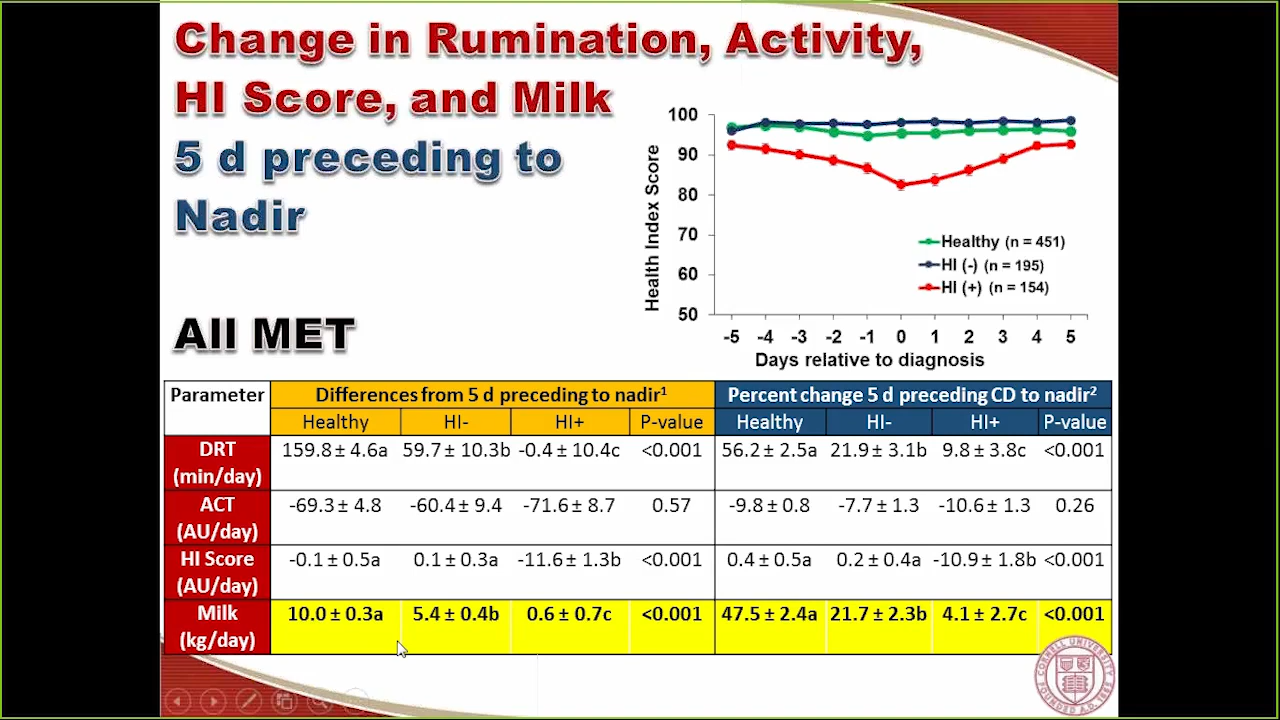 Change in Rumination, Activity,
HI Score, and Milk
5 d preceding to
Nadir
All MET
Health Index Score
100
90
80
70
60
50
Healthy (n = 451)
HI (-) (n = 195)
HI (+) (n = 154)
-5 -4 -3 -2 -1 0 1 2 3 4 5
Days relative to diagnosis
Parameter Differences from 5 d preceding to nadir¹ Percent change 5 d preceding CD to nadir²
Healthy HI- HI+ P-value Healthy HI- HI+ P-value
DRT (min/day) 159.8 ± 4.6a 59.7 ± 10.3b -0.4 ± 10.4c <0.001 56.2 ± 2.5a 21.9 ± 3.1b 9.8 ± 3.8c <0.001
ACT (AU/day) -69.3 ± 4.8 -60.4 ± 9.4 -71.6 ± 8.7 0.57 -9.8 ± 0.8 -7.7 ± 1.3 -10.6 ± 1.3 0.26
HI Score (AU/day) -0.1 ± 0.5a 0.1 ± 0.3a -11.6 ± 1.3b <0.001 0.4 ± 0.5a 0.2 ± 0.4a -10.9 ± 1.8b <0.001
Milk (kg/day) 10.0 ± 0.3a 5.4 ± 0.4b 0.6 ± 0.7c <0.001 47.5 ± 2.4a 21.7 ± 2.3b 4.1 ± 2.7c <0.001
CORNELL UNIVERSITY
FOUNDED A.D. 1865